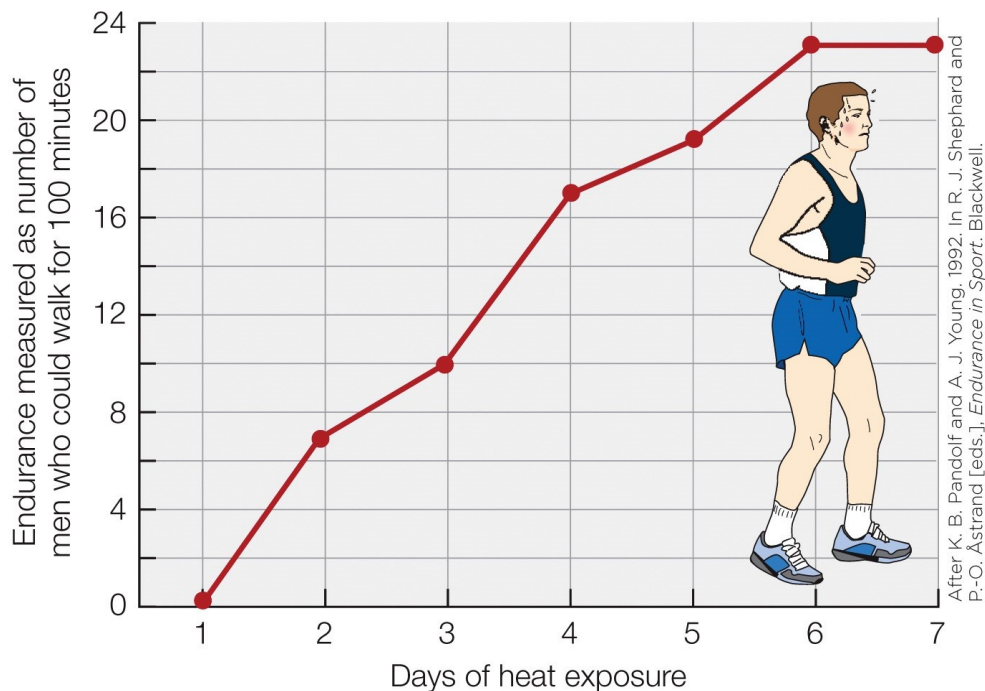 Endurance measured as number of
men who could walk for 100 minutes
24
20
16
12
8
4
0
1 2 3 4 5 6 7
Days of heat exposure
After K. B. Pandolf and A. J. Young. 1992. In R. J. Shephard and
P.-O. Åstrand [eds.], Endurance in Sport. Blackwell.